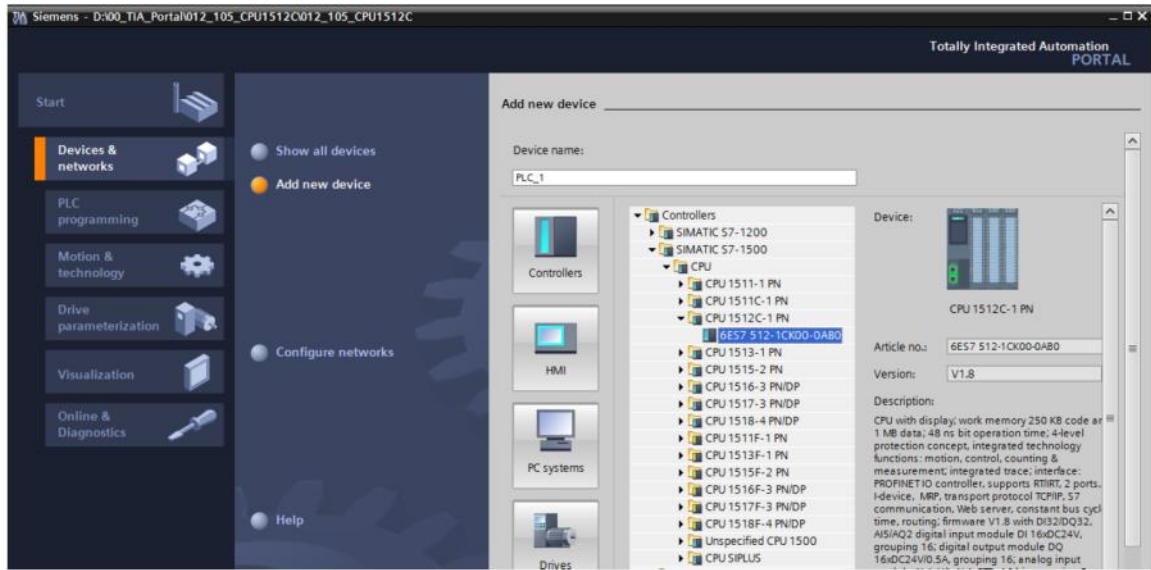 Siemens - D:\00_TIA_Portal\012_105_CPU1512C\012_105_CPU1512C
Totally Integrated Automation
PORTAL
Start
Devices &
networks
PLC
programming
Motion &
technology
Drive
parameterization
Visualization
Online &
Diagnostics
Show all devices
Add new device
Configure networks
Help
Add new device
Device name:
PLC_1
Controllers
HMI
PC systems
Drives
Controllers
SIMATIC S7-1200
SIMATIC S7-1500
CPU
CPU 1511-1 PN
CPU 1511C-1 PN
CPU 1512C-1 PN
6ES7 512-1CK00-0AB0
CPU 1513-1 PN
CPU 1515-2 PN
CPU 1516-3 PN/DP
CPU 1517-3 PN/DP
CPU 1518-4 PN/DP
CPU 1511F-1 PN
CPU 1513F-1 PN
CPU 1515F-2 PN
CPU 1516F-3 PN/DP
CPU 1517F-3 PN/DP
CPU 1518F-4 PN/DP
Unspecified CPU 1500
CPU SIPLUS
Device:
CPU 1512C-1 PN
Article no.: 6ES7 512-1CK00-0AB0
Version: V1.8
Description:
CPU with display; work memory 250 KB code ar
1 MB data; 48 ns bit operation time; 4-level
protection concept, integrated technology
functions: motion, control, counting &
measurement; integrated trace; interface:
PROFINET IO controller, supports RT/IRT, 2 ports,
I-device, MRP, transport protocol TCP/IP, S7
communication, Web server, constant bus cycl
time, routing; firmware V1.8 with DI32/DQ32,
AI5/AQ2 digital input module DI 16xDC24V,
grouping 16; digital output module DQ
16xDC24V/0.5A, grouping 16; analog input